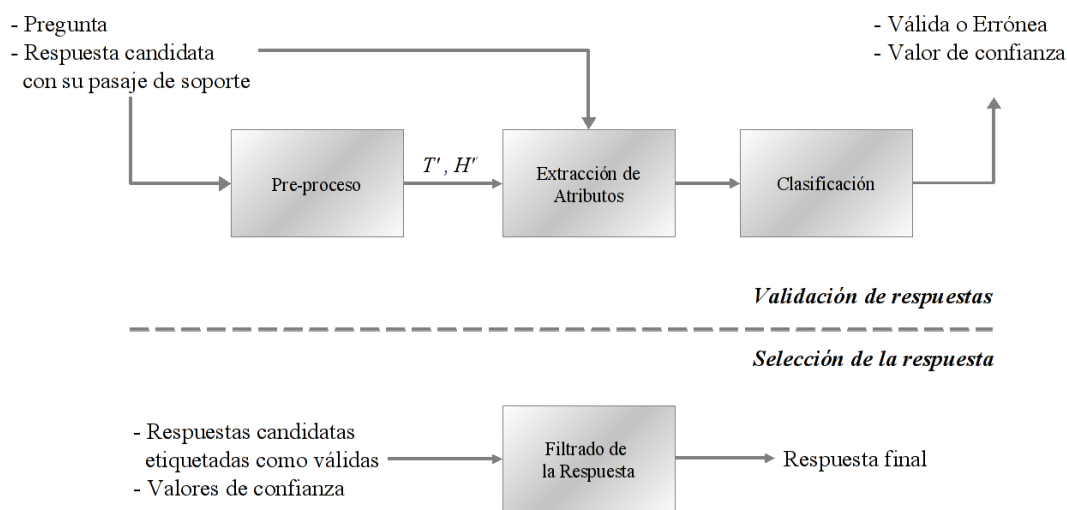 - Pregunta
- Respuesta candidata
con su pasaje de soporte
- Válida o Errónea
- Valor de confianza
Pre-proceso
T' , H'
Extracción de
Atributos
Clasificación
Validación de respuestas
Selección de la respuesta
- Respuestas candidatas
etiquetadas como válidas
- Valores de confianza
Filtrado de
la Respuesta
Respuesta final